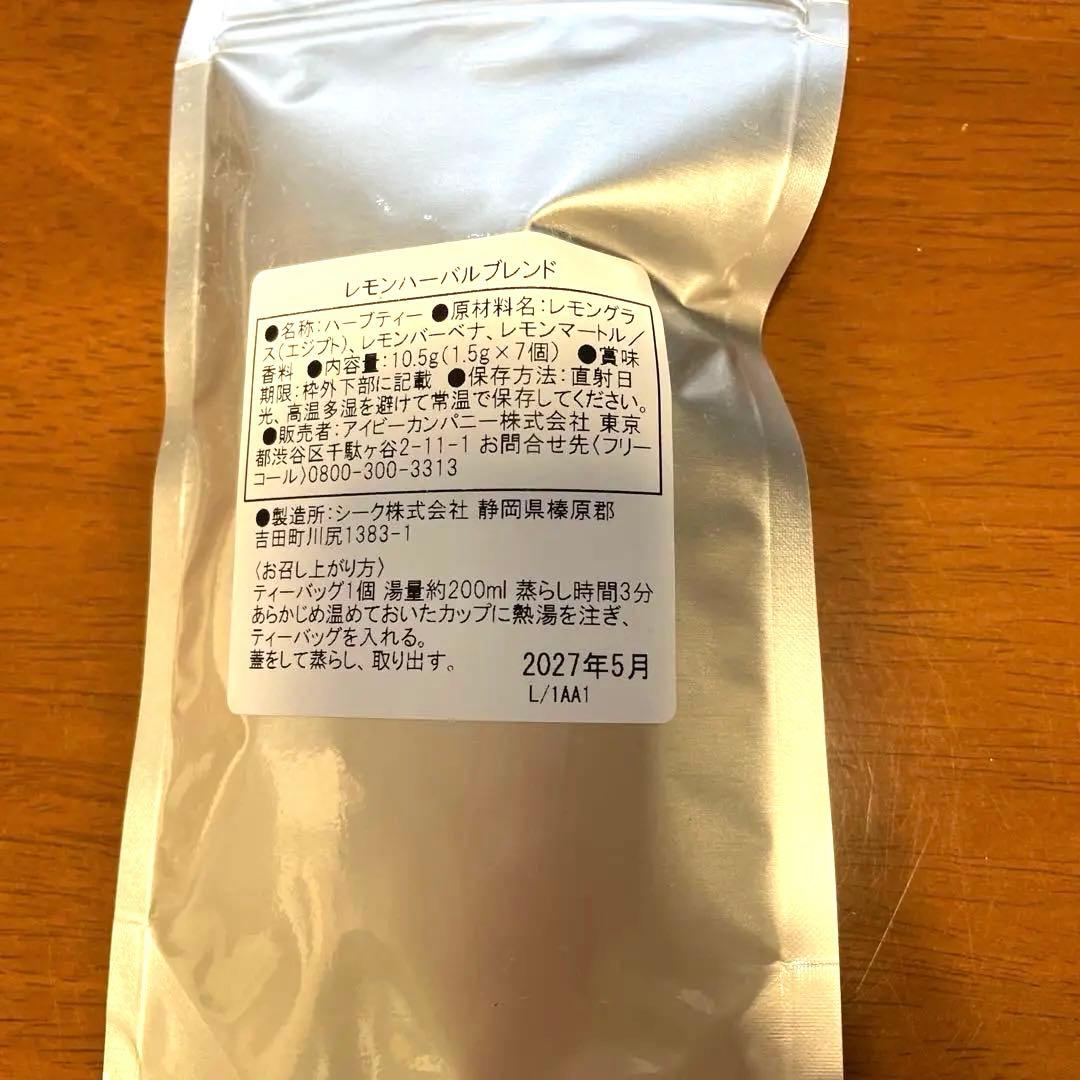 レモンハーバルブレンド
●名称:ハーブティー ●原材料名:レモングラ
ス(エジプト)、レモンバーベナ、レモンマートル/
香料 ●内容量:10.5g(1.5g×7個) ●賞味
期限:枠外下部に記載 ●保存方法:直射日
光、高温多湿を避けて常温で保存してください。
●販売者:アイビーカンパニー株式会社 東京
都渋谷区千駄ヶ谷2-11-1 お問合せ先〈フリー
コール〉0800-300-3313
●製造所:シーク株式会社 静岡県榛原郡
吉田町川尻1383-1
〈お召し上がり方〉
ティーバッグ1個 湯量約200ml 蒸らし時間3分
あらかじめ温めておいたカップに熱湯を注ぎ、
ティーバッグを入れる。
蓋をして蒸らし、取り出す。
2027年5月
L/1AA1